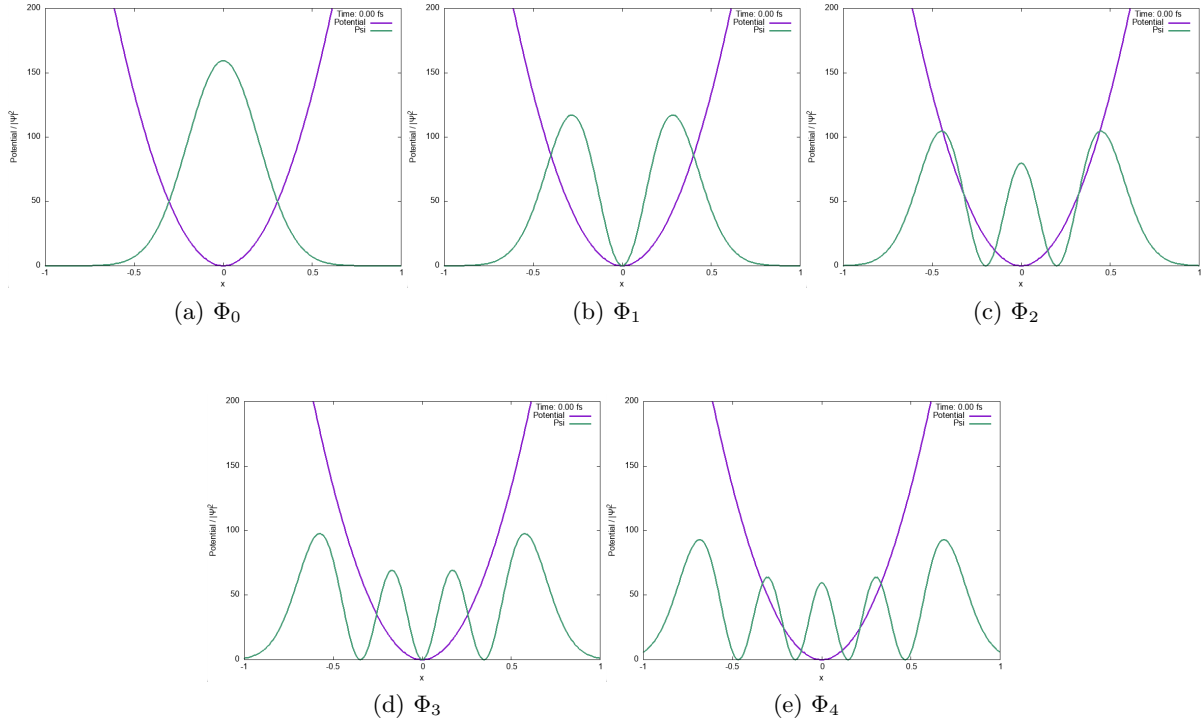 Time: 0.00 fs
Potential
Psi
Potential / |Ψ|²
200
150
100
50
0
-1 -0.5 0 0.5 1
x
(a) Φ₀
Time: 0.00 fs
Potential
Psi
Potential / |Ψ|²
200
150
100
50
0
-1 -0.5 0 0.5 1
x
(b) Φ₁
Time: 0.00 fs
Potential
Psi
Potential / |Ψ|²
200
150
100
50
0
-1 -0.5 0 0.5 1
x
(c) Φ₂
Time: 0.00 fs
Potential
Psi
Potential / |Ψ|²
200
150
100
50
0
-1 -0.5 0 0.5 1
x
(d) Φ₃
Time: 0.00 fs
Potential
Psi
Potential / |Ψ|²
200
150
100
50
0
-1 -0.5 0 0.5 1
x
(e) Φ₄